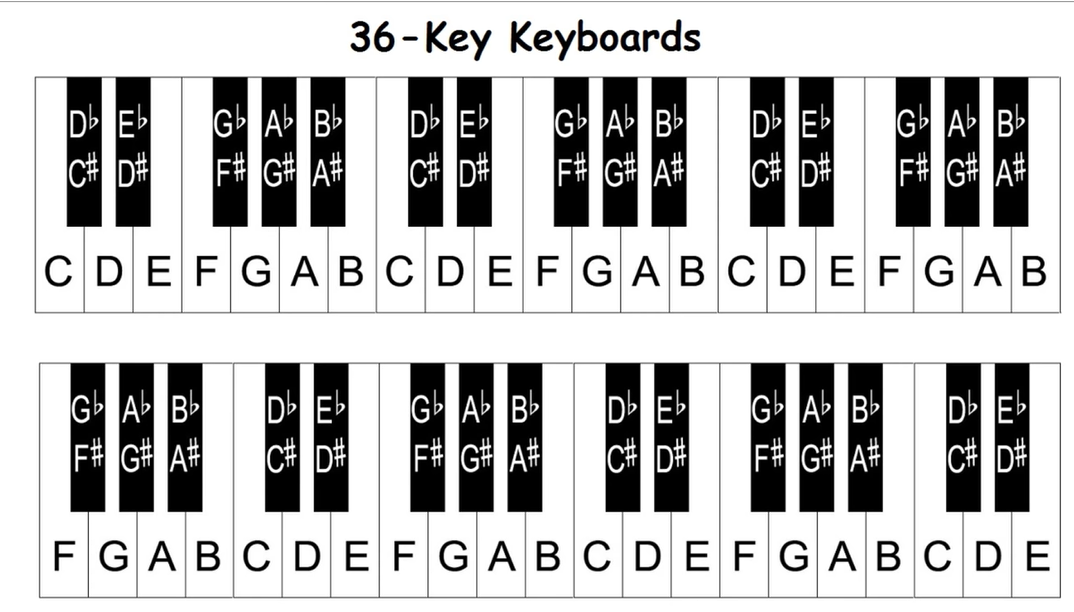 36-Key Keyboards
D♭ E♭ G♭ A♭ B♭ D♭ E♭ G♭ A♭ B♭ D♭ E♭ G♭ A♭ B♭
C# D# F# G# A# C# D# F# G# A# C# D# F# G# A#
C D E F G A B C D E F G A B C D E F G A B
G♭ A♭ B♭ D♭ E♭ G♭ A♭ B♭ D♭ E♭ G♭ A♭ B♭ D♭ E♭
F# G# A# C# D# F# G# A# C# D# F# G# A# C# D#
F G A B C D E F G A B C D E F G A B C D E